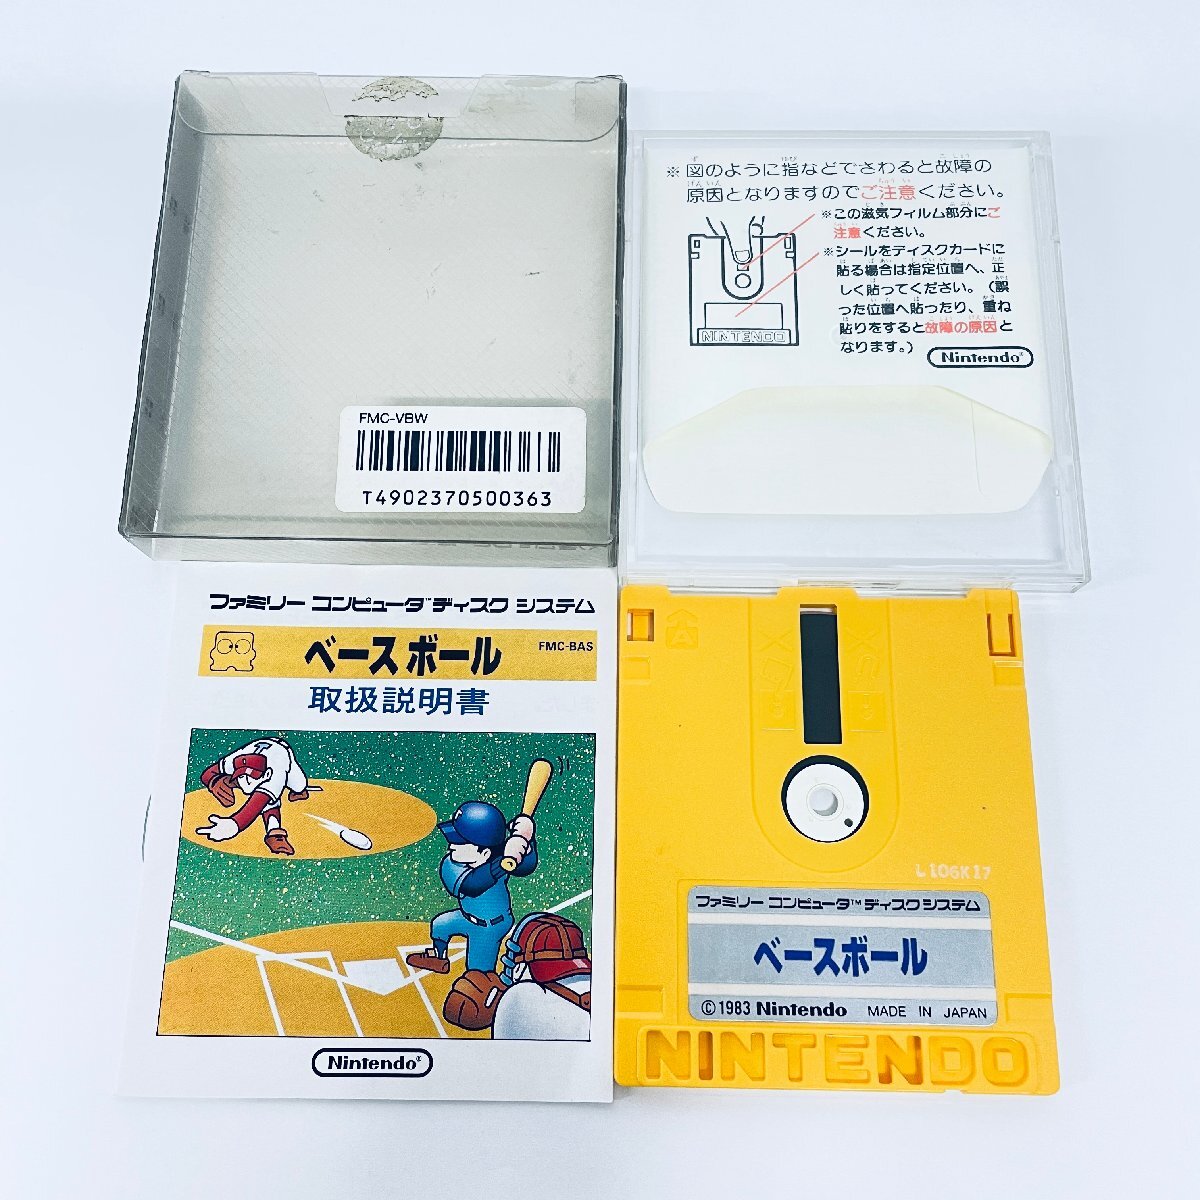 FMC-VBW
T4902370500363
※図のように指などでさわると故障の
原因となりますのでご注意ください。
※この滋気フィルム部分にご
注意ください。
※シールをディスクカードに
貼る場合は指定位置へ、正
しく貼ってください。(誤
った位置へ貼ったり、重ね
貼りをすると故障の原因と
なります。)
NINTENDO
Nintendo®
ファミリー コンピュータ™ ディスク システム
ベースボール
FMC-BAS
取扱説明書
Nintendo®
L106K17
ファミリー コンピュータ™ ディスク システム
ベースボール
©1983 Nintendo MADE IN JAPAN
NINTENDO